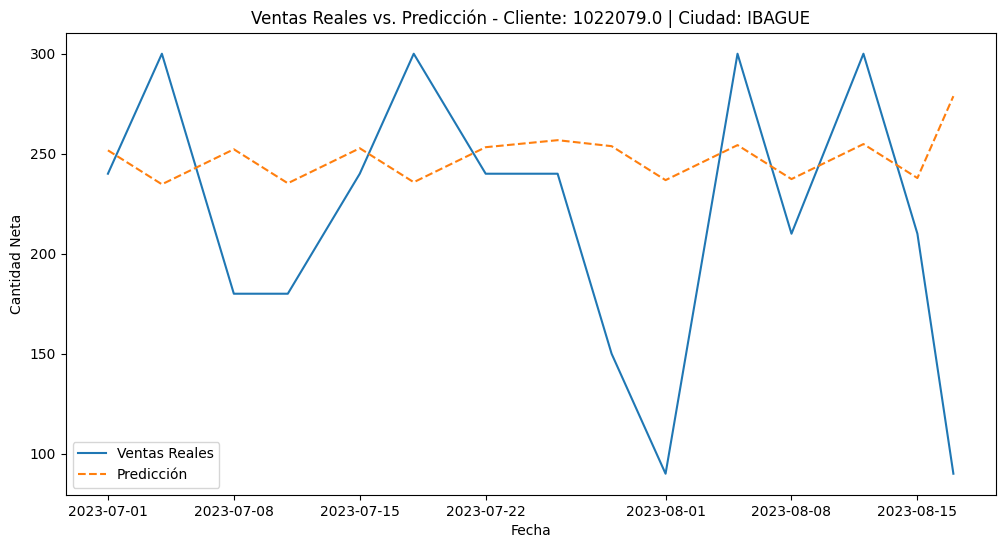 Ventas Reales vs. Predicción - Cliente: 1022079.0 | Ciudad: IBAGUE
300
250
200
150
100
Cantidad Neta
Ventas Reales
Predicción
2023-07-01 2023-07-08 2023-07-15 2023-07-22 2023-08-01 2023-08-08 2023-08-15
Fecha